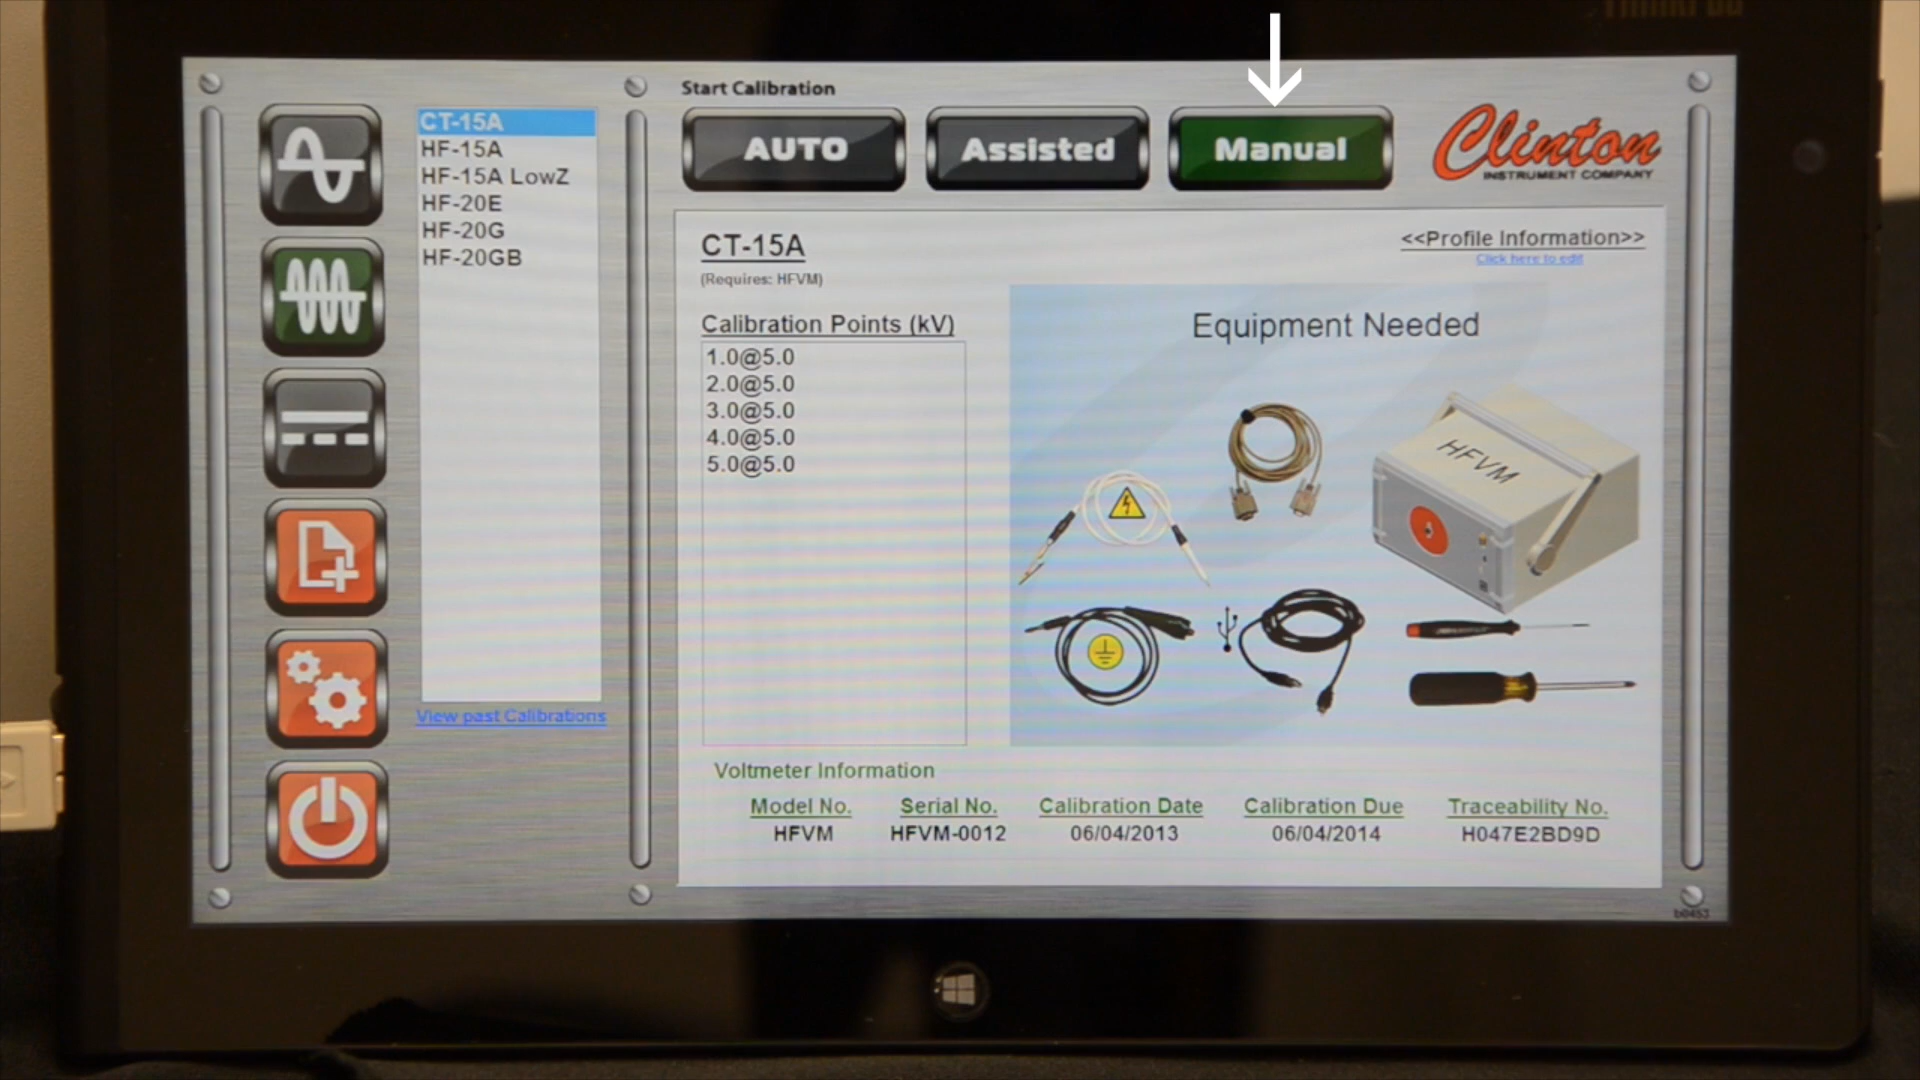 Start Calibration
AUTO
Assisted
Manual
Clinton
INSTRUMENT COMPANY
CT-15A
HF-15A
HF-15A LowZ
HF-20E
HF-20G
HF-20GB
View past Calibrations
CT-15A
(Requires: HFVM)
<<Profile Information>>
Click here to edit
Calibration Points (kV)
1.0@5.0
2.0@5.0
3.0@5.0
4.0@5.0
5.0@5.0
Equipment Needed
HFVM
Voltmeter Information
Model No. Serial No. Calibration Date Calibration Due Traceability No.
HFVM HFVM-0012 06/04/2013 06/04/2014 H047E2BD9D
b0453